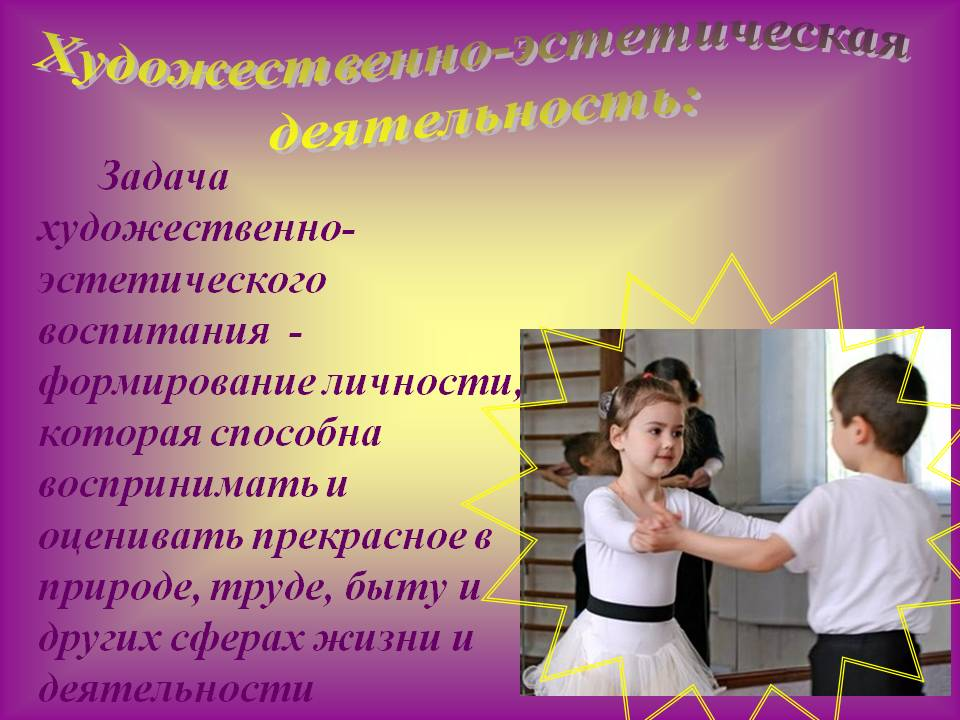 Художественно-эстетическая
деятельность:
Задача
художественно-
эстетического
воспитания -
формирование личности,
которая способна
воспринимать и
оценивать прекрасное в
природе, труде, быту и
других сферах жизни и
деятельности